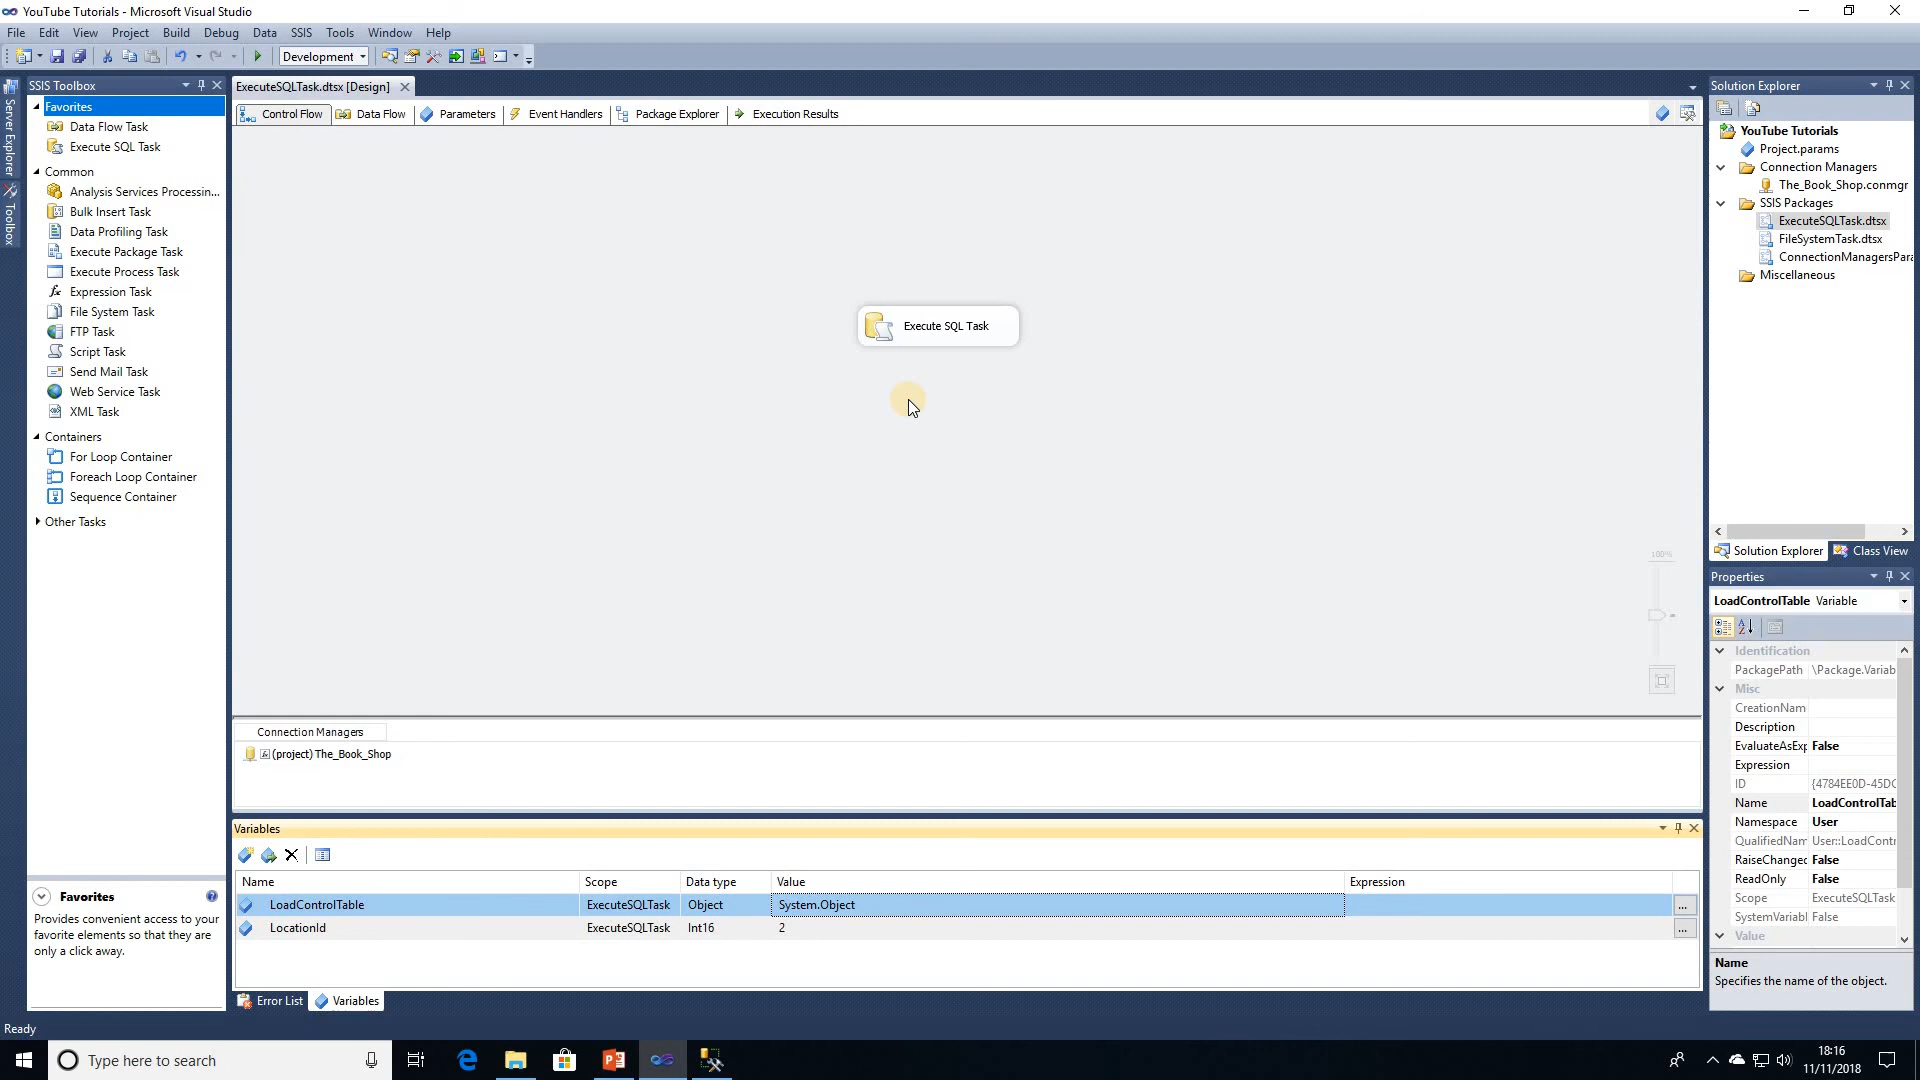 YouTube Tutorials - Microsoft Visual Studio
File Edit View Project Build Debug Data SSIS Tools Window Help
Development
Server Explorer
Toolbox
SSIS Toolbox
Favorites
Data Flow Task
Execute SQL Task
Common
Analysis Services Processin...
Bulk Insert Task
Data Profiling Task
Execute Package Task
Execute Process Task
Expression Task
File System Task
FTP Task
Script Task
Send Mail Task
Web Service Task
XML Task
Containers
For Loop Container
Foreach Loop Container
Sequence Container
Other Tasks
Favorites
Provides convenient access to your
favorite elements so that they are
only a click away.
ExecuteSQLTask.dtsx [Design]
Control Flow Data Flow Parameters Event Handlers Package Explorer Execution Results
Execute SQL Task
100%
Connection Managers
(project) The_Book_Shop
Variables
Name Scope Data type Value Expression
LoadControlTable ExecuteSQLTask Object System.Object ...
LocationId ExecuteSQLTask Int16 2 ...
Error List Variables
Solution Explorer
YouTube Tutorials
Project.params
Connection Managers
The_Book_Shop.conmgr
SSIS Packages
ExecuteSQLTask.dtsx
FileSystemTask.dtsx
ConnectionManagersPara
Miscellaneous
Solution Explorer Class View
Properties
LoadControlTable Variable
Identification
PackagePath \Package.Variab
Misc
CreationNam
Description
EvaluateAsExp False
Expression
ID {4784EE0D-45DC
Name LoadControlTab
Namespace User
QualifiedNam User::LoadContr
RaiseChanged False
ReadOnly False
Scope ExecuteSQLTask
SystemVariabl False
Value
Name
Specifies the name of the object.
Ready
Type here to search
18:16
11/11/2018